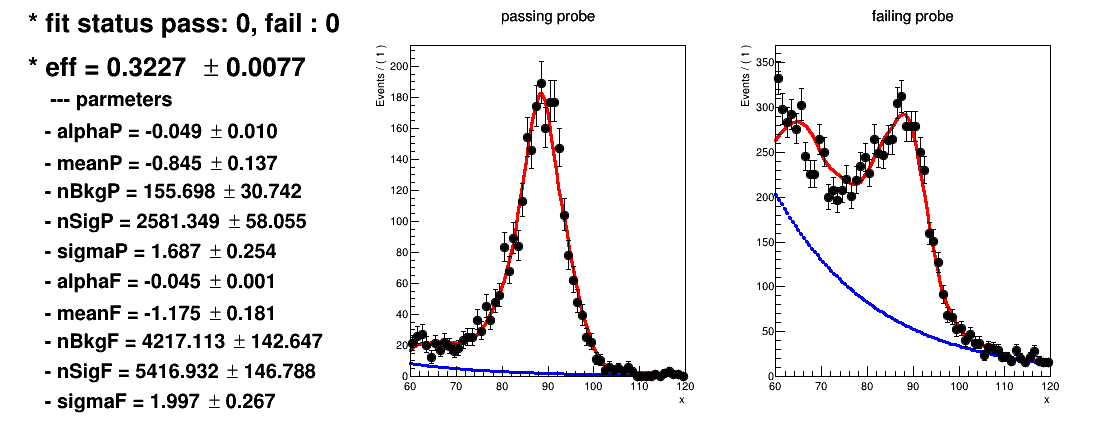 * fit status pass: 0, fail : 0
* eff = 0.3227 ± 0.0077
--- parmeters
- alphaP = -0.049 ± 0.010
- meanP = -0.845 ± 0.137
- nBkgP = 155.698 ± 30.742
- nSigP = 2581.349 ± 58.055
- sigmaP = 1.687 ± 0.254
- alphaF = -0.045 ± 0.001
- meanF = -1.175 ± 0.181
- nBkgF = 4217.113 ± 142.647
- nSigF = 5416.932 ± 146.788
- sigmaF = 1.997 ± 0.267
passing probe
Events / ( 1 )
200
180
160
140
120
100
80
60
40
20
0
60 70 80 90 100 110 120
x
failing probe
Events / ( 1 )
350
300
250
200
150
100
50
0
60 70 80 90 100 110 120
x